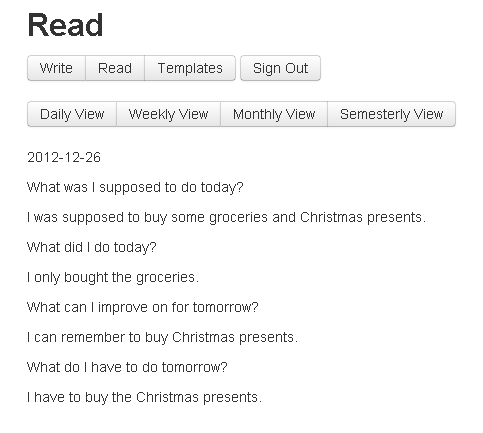 Read
Write Read Templates Sign Out
Daily View Weekly View Monthly View Semesterly View
2012-12-26
What was I supposed to do today?
I was supposed to buy some groceries and Christmas presents.
What did I do today?
I only bought the groceries.
What can I improve on for tomorrow?
I can remember to buy Christmas presents.
What do I have to do tomorrow?
I have to buy the Christmas presents.